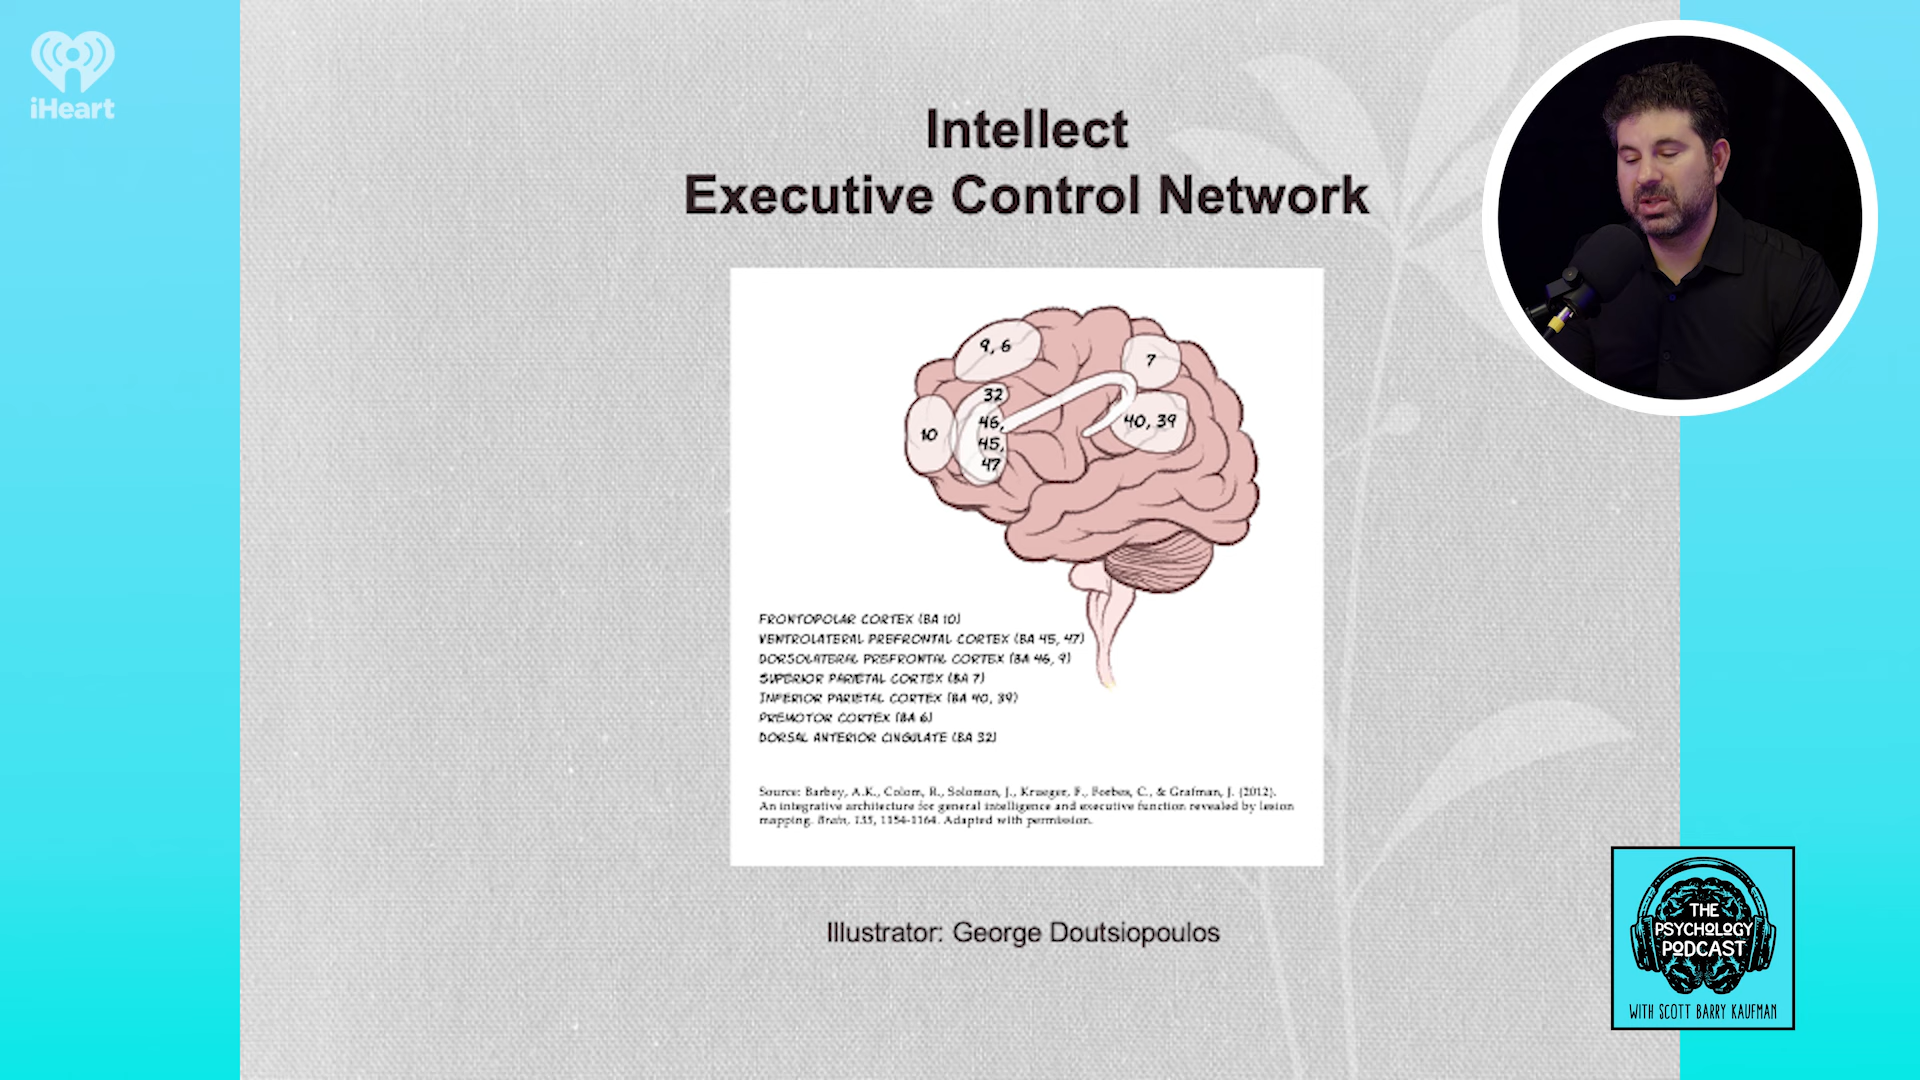 iHeart
Intellect
Executive Control Network
9, 6
7
32
46,
40, 39
10
45,
47
FRONTOPOLAR CORTEX (BA 10)
VENTROLATERAL PREFRONTAL CORTEX (BA 45, 47)
DORSOLATERAL PREFRONTAL CORTEX (BA 46, 9)
SUPERIOR PARIETAL CORTEX (BA 7)
INFERIOR PARIETAL CORTEX (BA 40, 39)
PREMOTOR CORTEX (BA 6)
DORSAL ANTERIOR CINGULATE (BA 32)
Source: Barbey, A.K., Colom, R., Solomon, J., Krueger, F., Forbes, C., & Grafman, J. (2012).
An integrative architecture for general intelligence and executive function revealed by lesion
mapping. Brain, 135, 1154-1164. Adapted with permission.
Illustrator: George Doutsiopoulos
THE
PSYCHOLOGY
PODCAST
WITH SCOTT BARRY KAUFMAN